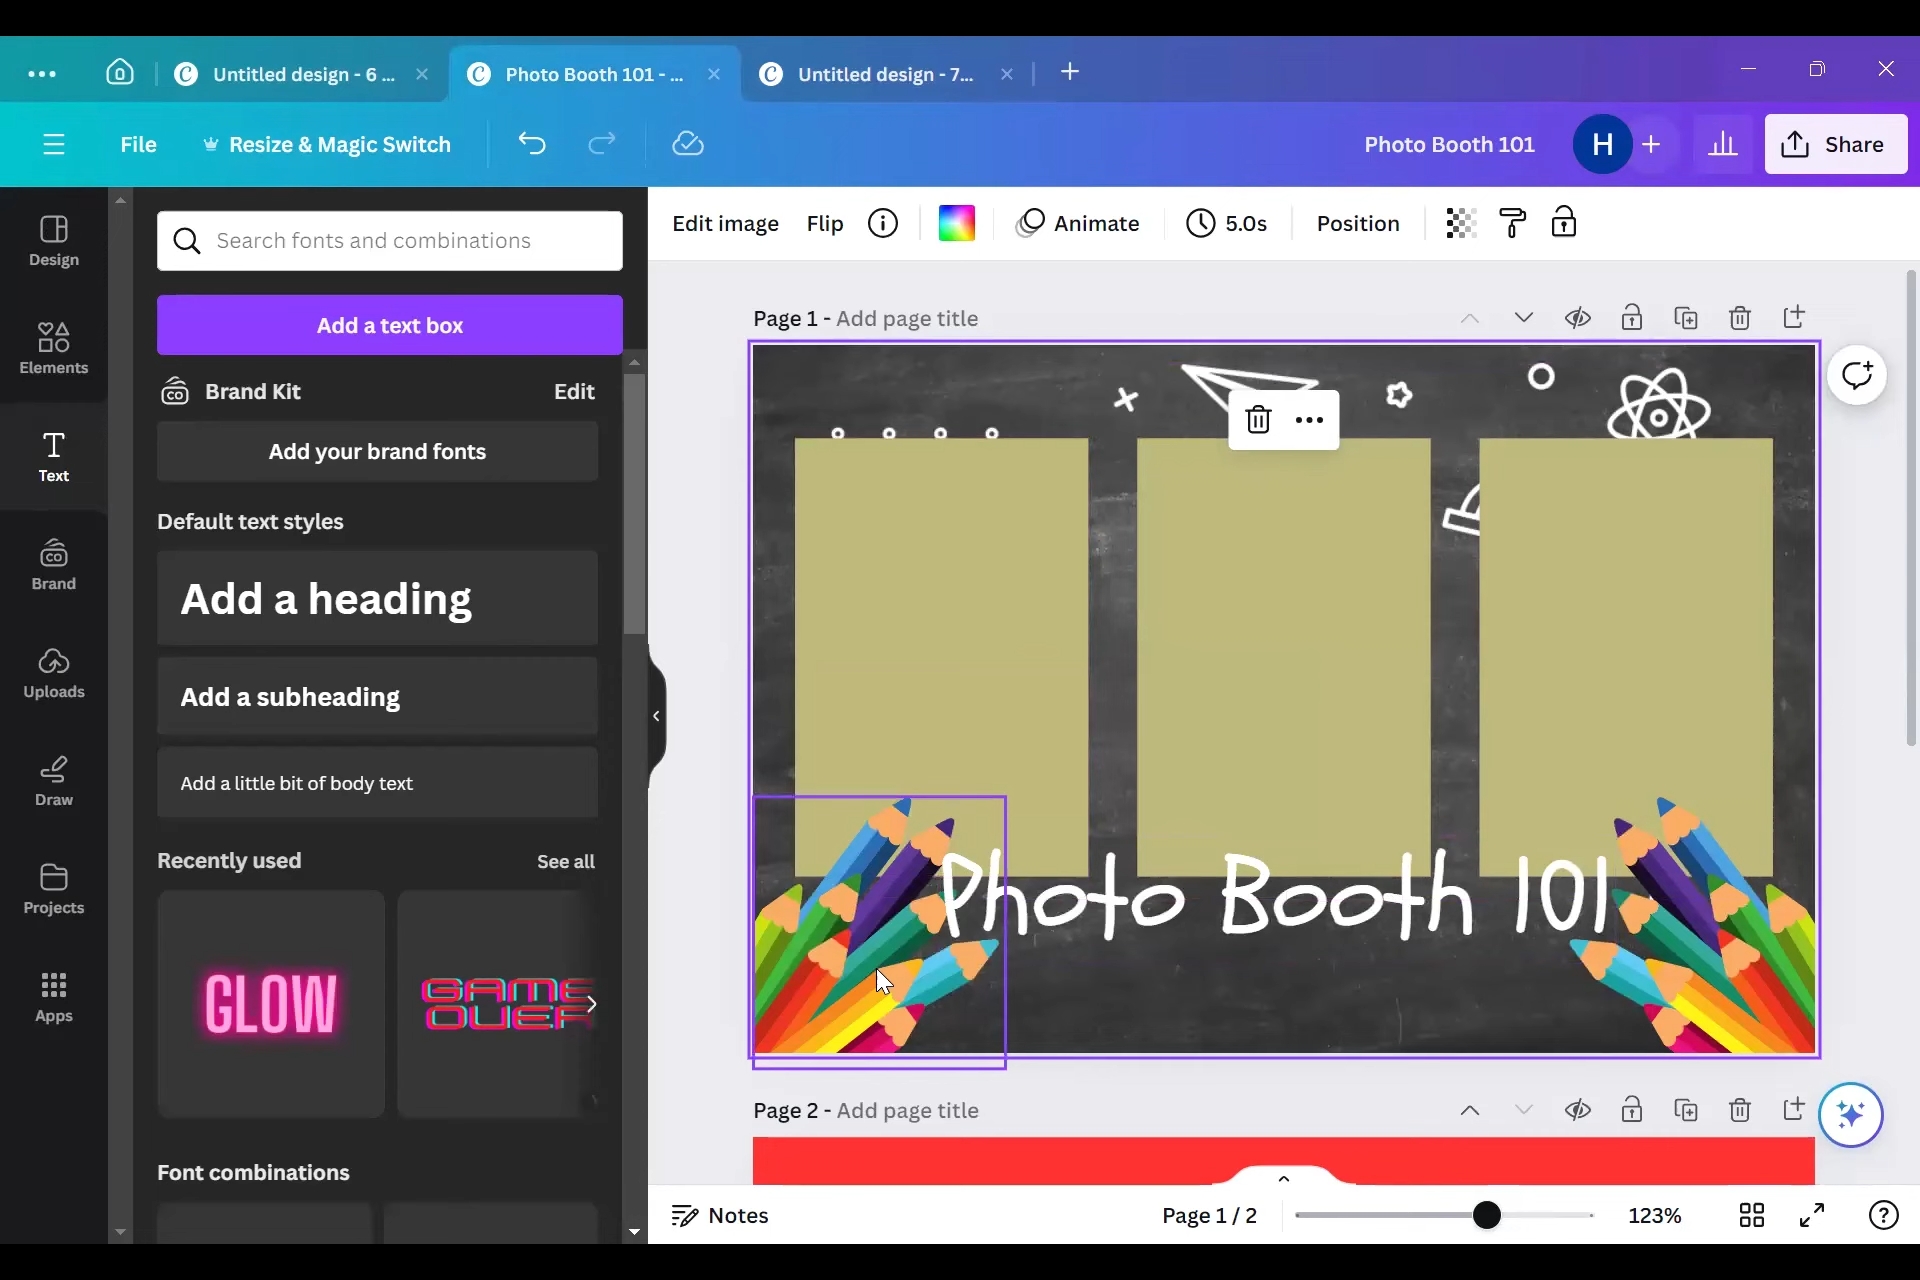 Untitled design - 6 ...
Photo Booth 101 - ...
Untitled design - 7...
File
Resize & Magic Switch
Photo Booth 101
H
Share
Design
Elements
Text
Brand
Uploads
Draw
Projects
Apps
Search fonts and combinations
Add a text box
Brand Kit
Edit
Add your brand fonts
Default text styles
Add a heading
Add a subheading
Add a little bit of body text
Recently used
See all
GLOW
GAME
OVER
Font combinations
Edit image
Flip
Animate
5.0s
Position
Page 1 - Add page title
Photo Booth 101
Page 2 - Add page title
Notes
Page 1 / 2
123%